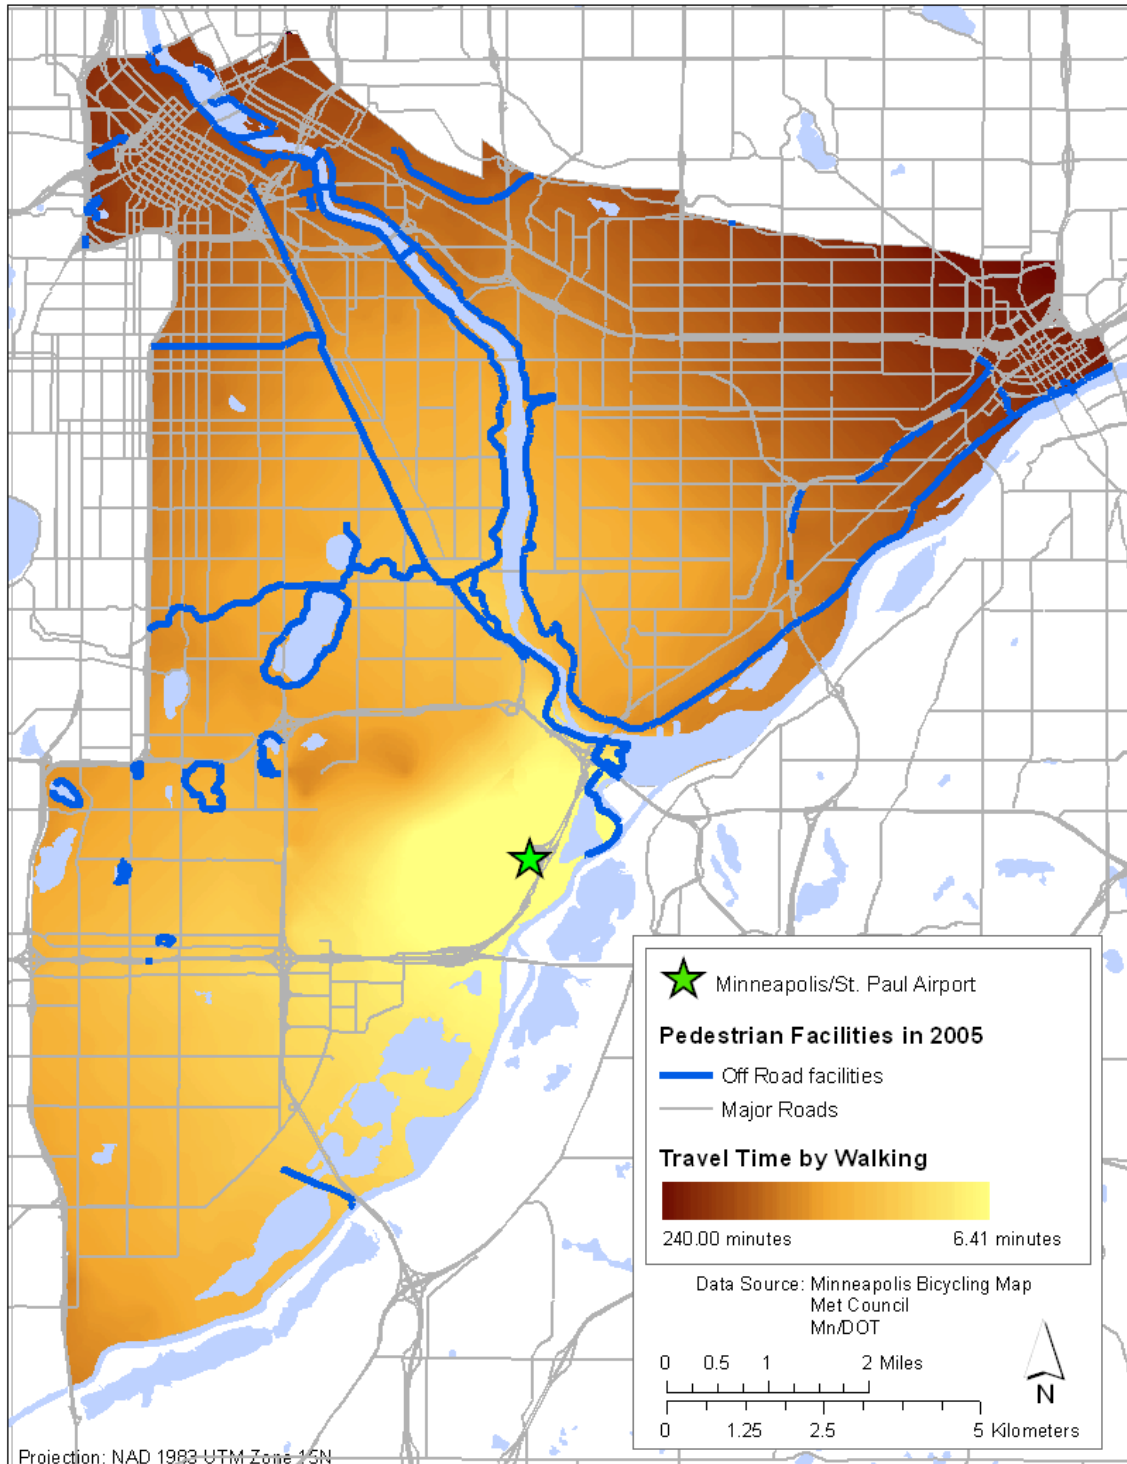 Minneapolis/St. Paul Airport
Pedestrian Facilities in 2005
Off Road facilities
Major Roads
Travel Time by Walking
240.00 minutes 6.41 minutes
Data Source: Minneapolis Bicycling Map
Met Council
Mn/DOT
0 0.5 1 2 Miles
0 1.25 2.5 5 Kilometers
N
Projection: NAD 1983 UTM Zone 15N